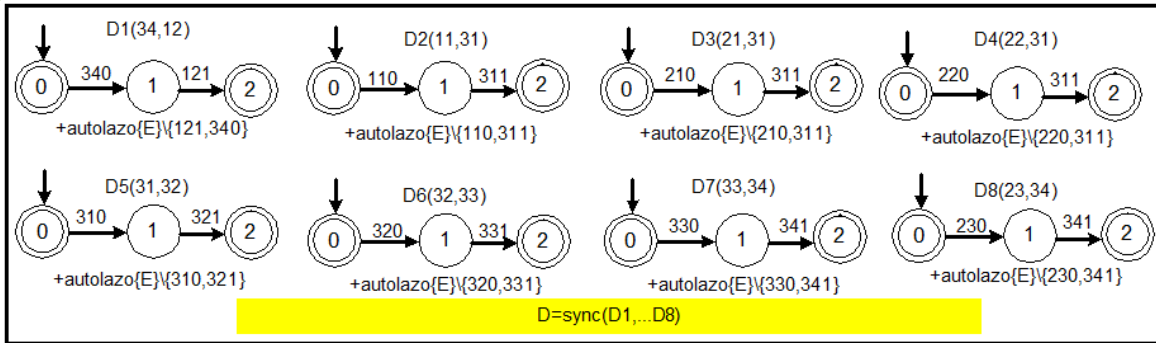 D1(34,12)
D2(11,31)
D3(21,31)
D4(22,31)
0 340 1 121 2
0 110 1 311 2
0 210 1 311 2
0 220 1 311 2
+autolazo{E}\{121,340}
+autolazo{E}\{110,311}
+autolazo{E}\{210,311}
+autolazo{E}\{220,311}
D5(31,32)
D6(32,33)
D7(33,34)
D8(23,34)
0 310 1 321 2
0 320 1 331 2
0 330 1 341 2
0 230 1 341 2
+autolazo{E}\{310,321}
+autolazo{E}\{320,331}
+autolazo{E}\{330,341}
+autolazo{E}\{230,341}
D=sync(D1,...D8)